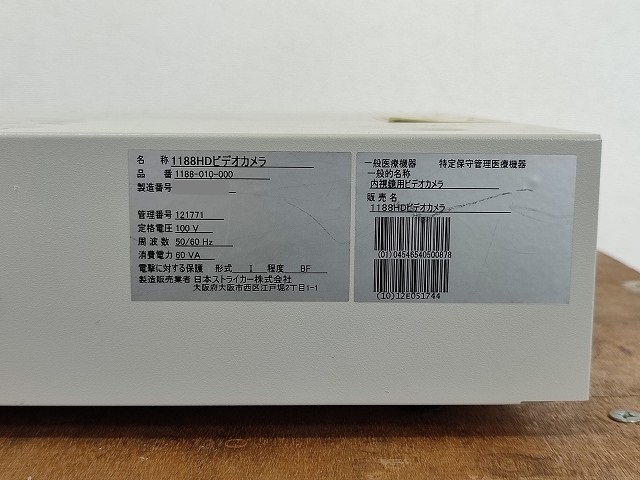 名　称 1188HDビデオカメラ
品　番 1188-010-000
製造番号 －
管理番号 121771
定格電圧 100 V
周波数 50/60 Hz
消費電力 60 VA
電撃に対する保護　形式　I　程度　BF
製造販売業者 日本ストライカー株式会社
大阪府大阪市西区江戸堀2丁目1-1
一般医療機器　特定保守管理医療機器
一般的名称
内視鏡用ビデオカメラ
販売名
1188HDビデオカメラ
(01)04546540500878
(10)12E051744